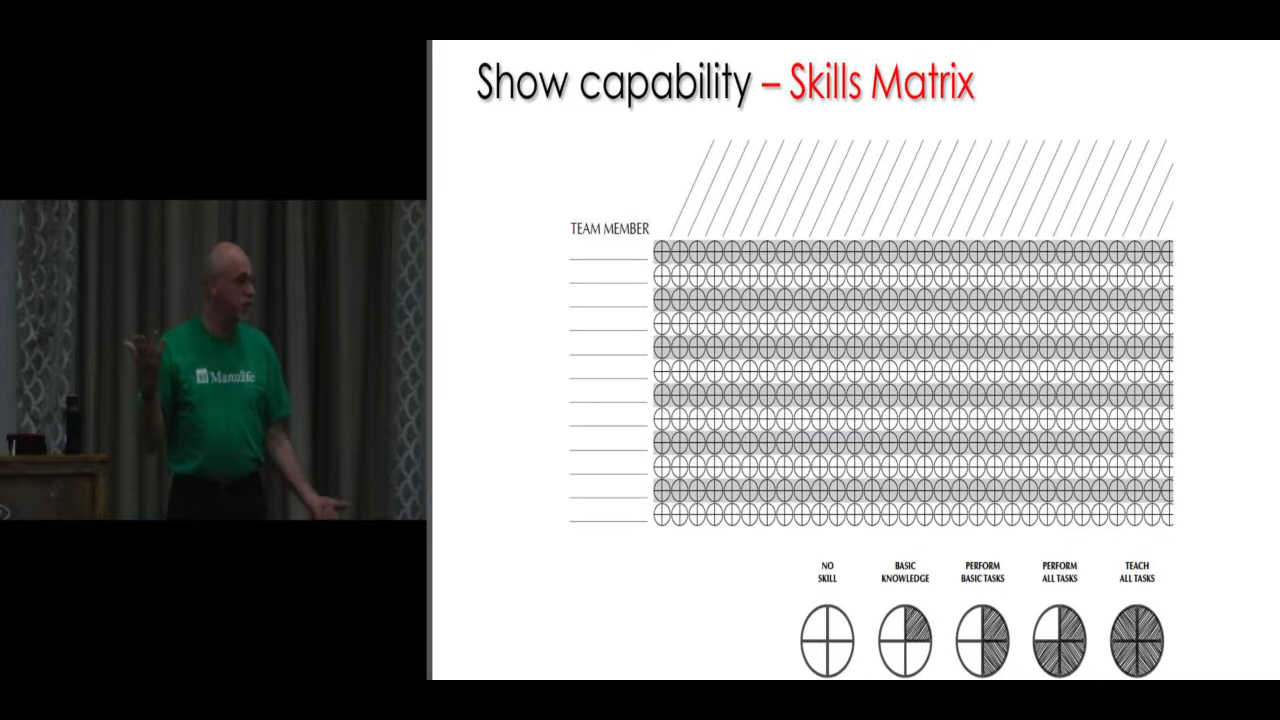 Show capability – Skills Matrix
TEAM MEMBER
NO
SKILL
BASIC
KNOWLEDGE
PERFORM
BASIC TASKS
PERFORM
ALL TASKS
TEACH
ALL TASKS
Manulife